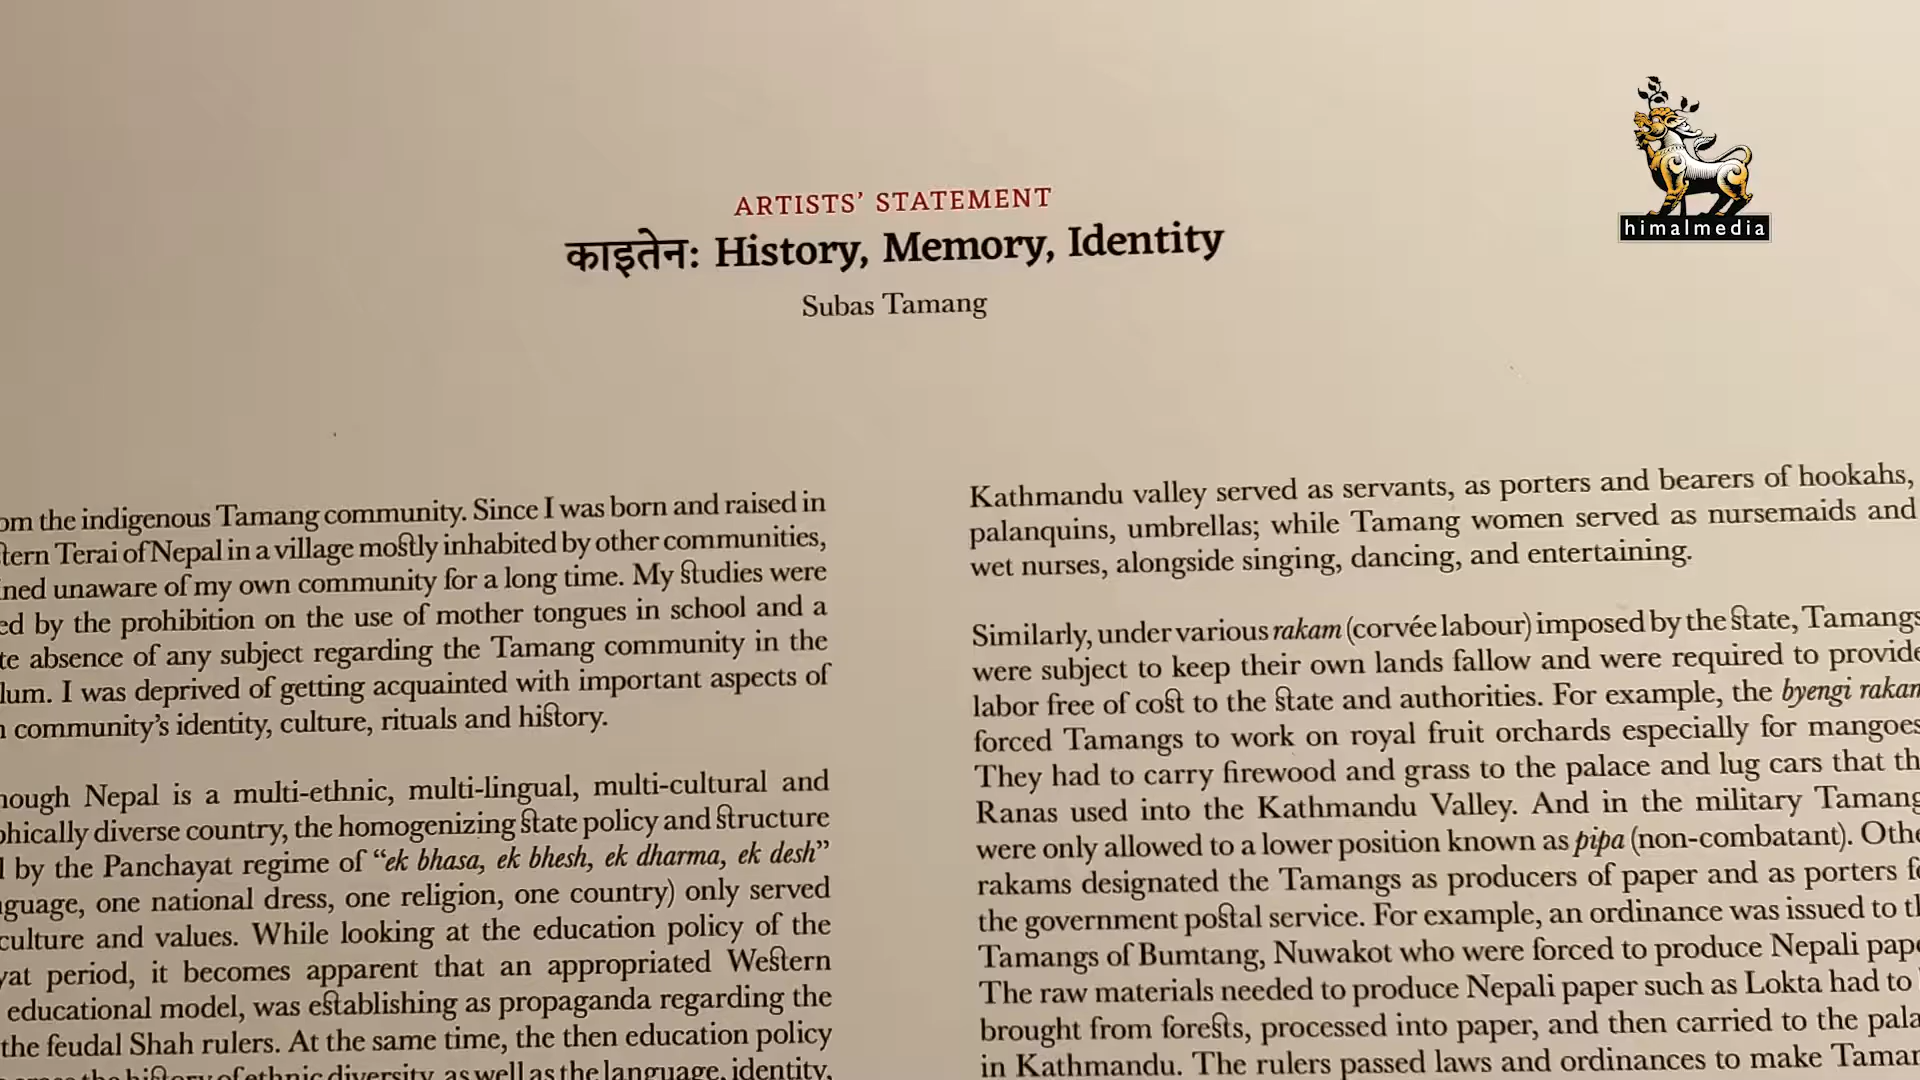 ARTISTS’ STATEMENT
काइतेन: History, Memory, Identity
Subas Tamang
himalmedia
the indigenous Tamang community. Since I was born and raised in
Terai of Nepal in a village mostly inhabited by other communities,
unaware of my own community for a long time. My studies were
by the prohibition on the use of mother tongues in school and a
absence of any subject regarding the Tamang community in the
I was deprived of getting acquainted with important aspects of
community’s identity, culture, rituals and history.
Nepal is a multi-ethnic, multi-lingual, multi-cultural and
diverse country, the homogenizing state policy and structure
by the Panchayat regime of “ek bhasa, ek bhesh, ek dharma, ek desh”
one national dress, one religion, one country) only served
culture and values. While looking at the education policy of the
period, it becomes apparent that an appropriated Western
educational model, was establishing as propaganda regarding the
the feudal Shah rulers. At the same time, the then education policy
the history of ethnic diversity, as well as the language, identity,
Kathmandu valley served as servants, as porters and bearers of hookahs,
palanquins, umbrellas; while Tamang women served as nursemaids and
wet nurses, alongside singing, dancing, and entertaining.
Similarly, under various rakam (corvée labour) imposed by the state, Tamangs
were subject to keep their own lands fallow and were required to provide
labor free of cost to the state and authorities. For example, the byengi rakam
forced Tamangs to work on royal fruit orchards especially for mangoes
They had to carry firewood and grass to the palace and lug cars that
Ranas used into the Kathmandu Valley. And in the military Tamang
were only allowed to a lower position known as pipa (non-combatant).
rakams designated the Tamangs as producers of paper and as porters
the government postal service. For example, an ordinance was issued to
Tamangs of Bumtang, Nuwakot who were forced to produce Nepali
The raw materials needed to produce Nepali paper such as Lokta had to
brought from forests, processed into paper, and then carried to the
in Kathmandu. The rulers passed laws and ordinances to make